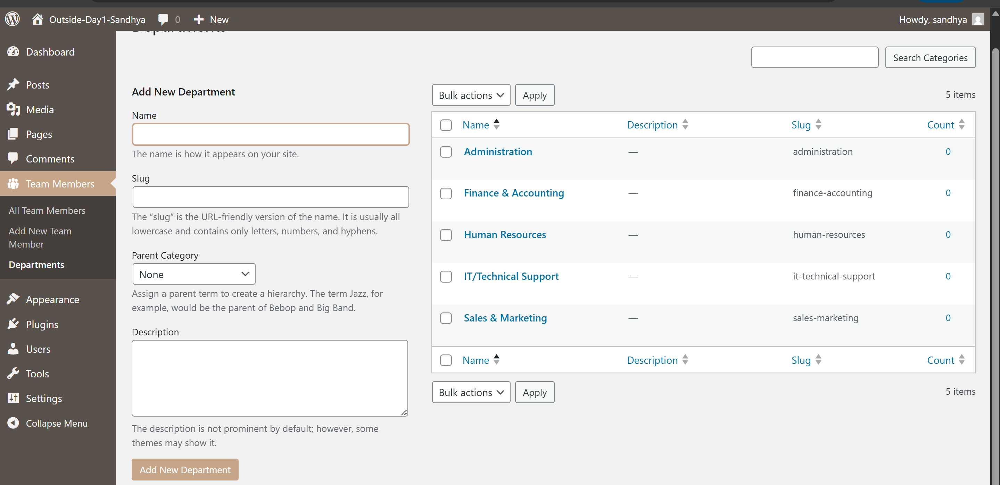 Outside-Day1-Sandhya
0
New
Howdy, sandhya
Departments
Dashboard
Posts
Media
Pages
Comments
Team Members
All Team Members
Add New Team
Member
Departments
Appearance
Plugins
Users
Tools
Settings
Collapse Menu
Search Categories
Add New Department
Name
The name is how it appears on your site.
Slug
The “slug” is the URL-friendly version of the name. It is usually all
lowercase and contains only letters, numbers, and hyphens.
Parent Category
None
Assign a parent term to create a hierarchy. The term Jazz, for
example, would be the parent of Bebop and Big Band.
Description
The description is not prominent by default; however, some
themes may show it.
Add New Department
Bulk actions Apply 5 items
Name Description Slug Count
Administration — administration 0
Finance & Accounting — finance-accounting 0
Human Resources — human-resources 0
IT/Technical Support — it-technical-support 0
Sales & Marketing — sales-marketing 0
Name Description Slug Count
Bulk actions Apply 5 items